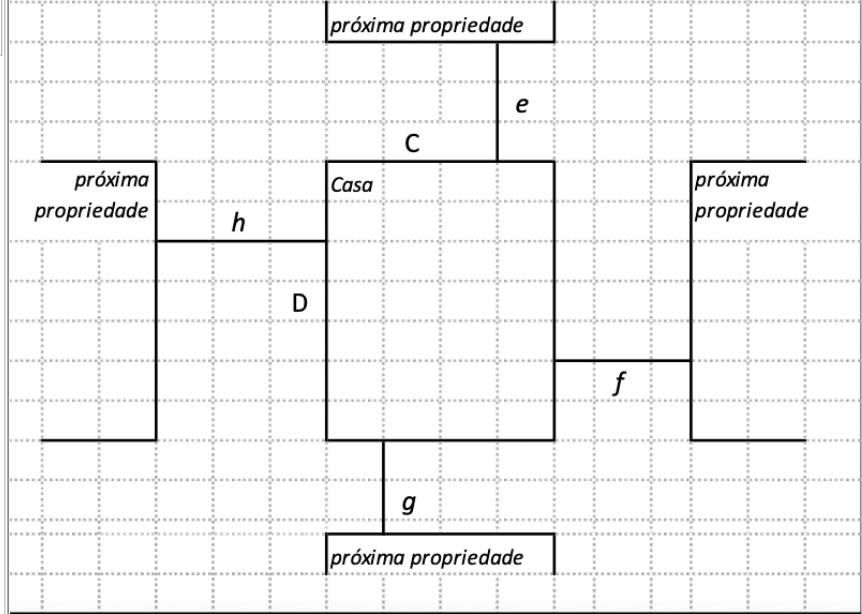 próxima propriedade
e
C
próxima
propriedade
Casa
próxima
propriedade
h
D
f
g
próxima propriedade